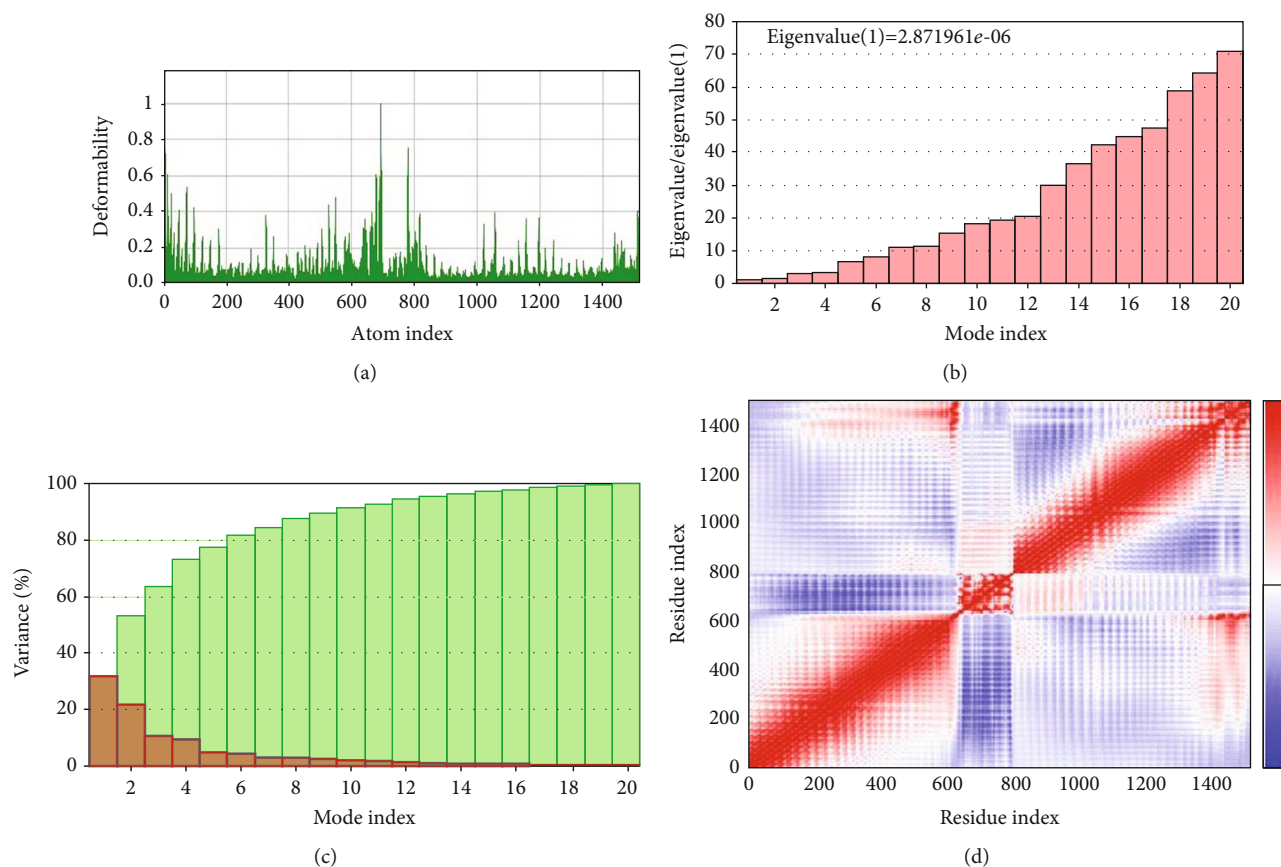 1
0.8
0.6
0.4
0.2
0.0
Deformability
0 200 400 600 800 1000 1200 1400
Atom index
(a)
Eigenvalue(1)=2.871961e-06
80
70
60
50
40
30
20
10
0
Eigenvalue/eigenvalue(1)
2 4 6 8 10 12 14 16 18 20
Mode index
(b)
100
80
60
40
20
0
Variance (%)
2 4 6 8 10 12 14 16 18 20
Mode index
(c)
1400
1200
1000
800
600
400
200
0
Residue index
0 200 400 600 800 1000 1200 1400
Residue index
(d)